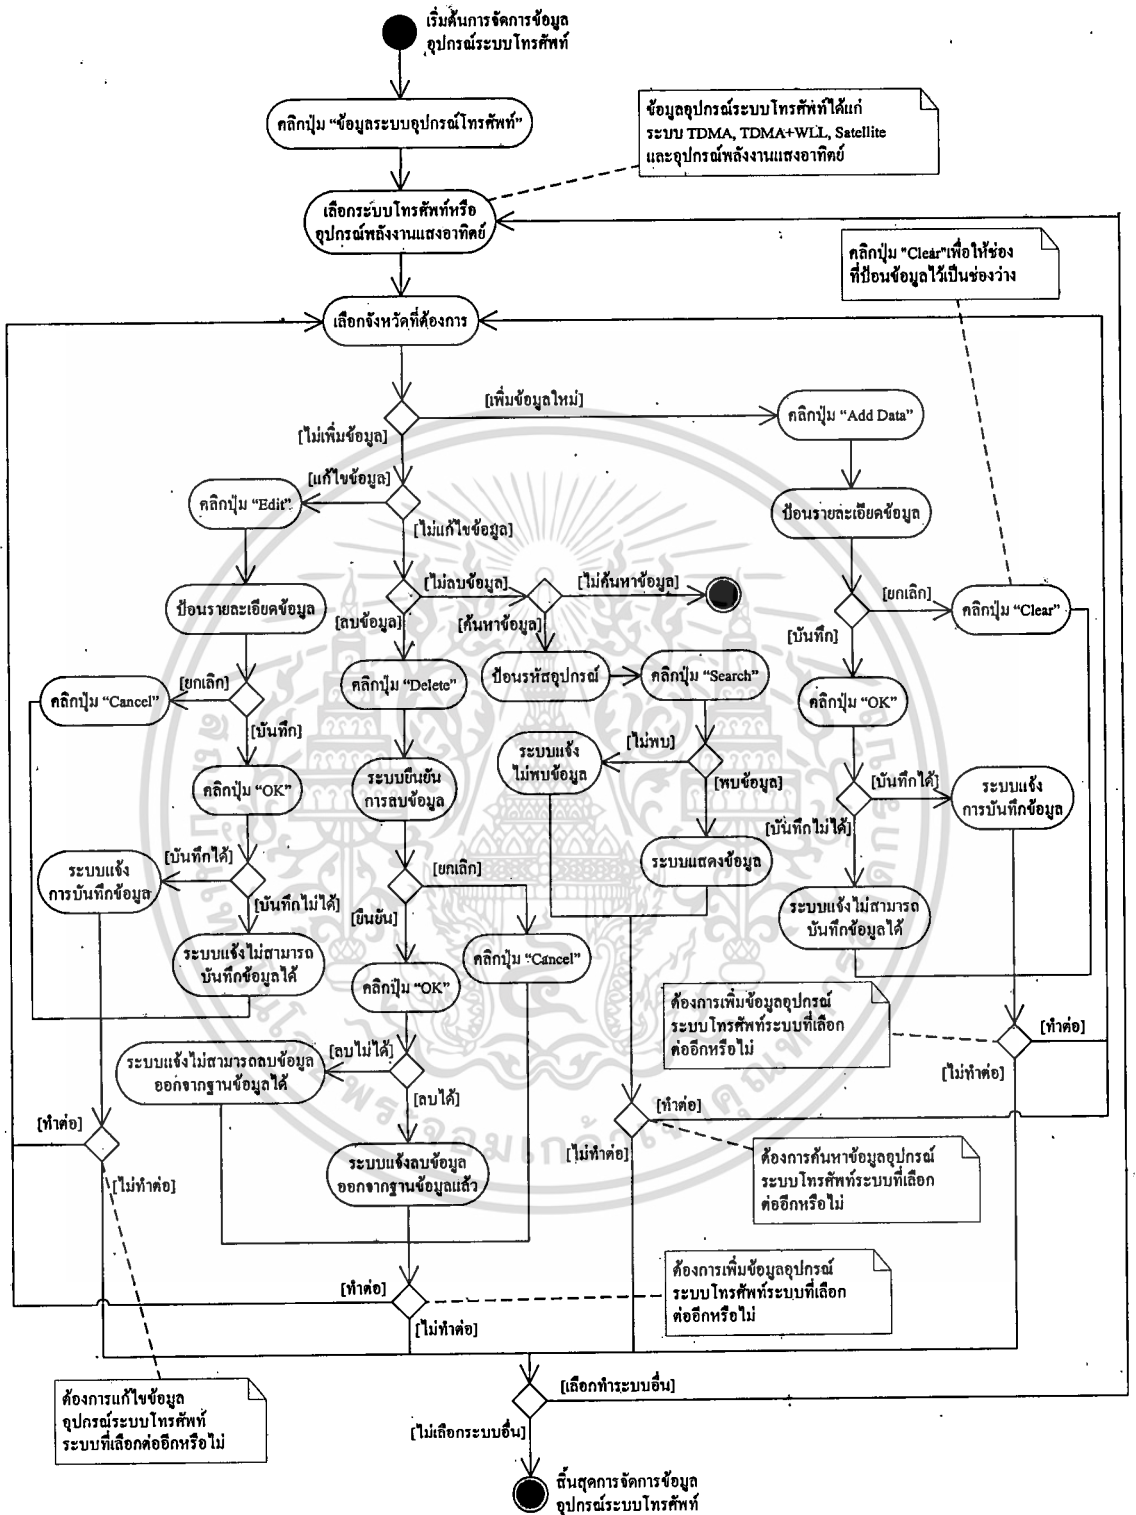 เริ่มต้นการจัดการข้อมูล
อุปกรณ์ระบบโทรศัพท์
คลิกปุ่ม “ข้อมูลระบบอุปกรณ์โทรศัพท์”
ข้อมูลอุปกรณ์ระบบโทรศัพท์ได้แก่
ระบบ TDMA, TDMA+WLL, Satellite
และอุปกรณ์พลังงานแสงอาทิตย์
เลือกระบบโทรศัพท์หรือ
อุปกรณ์พลังงานแสงอาทิตย์
คลิกปุ่ม "Clear"เพื่อให้ช่อง
ที่ป้อนข้อมูลไว้เป็นช่องว่าง
เลือกจังหวัดที่ต้องการ
[เพิ่มข้อมูลใหม่]
คลิกปุ่ม “Add Data”
[ไม่เพิ่มข้อมูล]
[แก้ไขข้อมูล]
คลิกปุ่ม “Edit”
ป้อนรายละเอียดข้อมูล
[ไม่แก้ไขข้อมูล]
[ไม่ลบข้อมูล]
[ไม่ค้นหาข้อมูล]
ป้อนรายละเอียดข้อมูล
[ยกเลิก]
คลิกปุ่ม “Clear”
[ลบข้อมูล]
[ค้นหาข้อมูล]
[บันทึก]
[ยกเลิก]
คลิกปุ่ม “Cancel”
คลิกปุ่ม “Delete”
ป้อนรหัสอุปกรณ์
คลิกปุ่ม “Search”
คลิกปุ่ม “OK”
[บันทึก]
[ไม่พบ]
ระบบแจ้ง
ไม่พบข้อมูล
คลิกปุ่ม “OK”
ระบบยืนยัน
การลบข้อมูล
[พบข้อมูล]
[บันทึกได้]
ระบบแจ้ง
การบันทึกข้อมูล
[บันทึกไม่ได้]
[บันทึกได้]
ระบบแสดงข้อมูล
ระบบแจ้ง
การบันทึกข้อมูล
[ยกเลิก]
[บันทึกไม่ได้]
[ยืนยัน]
ระบบแจ้งไม่สามารถ
บันทึกข้อมูลได้
ระบบแจ้งไม่สามารถ
บันทึกข้อมูลได้
คลิกปุ่ม “Cancel”
คลิกปุ่ม “OK”
ต้องการเพิ่มข้อมูลอุปกรณ์
ระบบโทรศัพท์ระบบที่เลือก
ต่ออีกหรือไม่
[ทำต่อ]
[ไม่ทำต่อ]
[ลบไม่ได้]
ระบบแจ้งไม่สามารถลบข้อมูล
ออกจากฐานข้อมูลได้
[ลบได้]
[ทำต่อ]
[ทำต่อ]
[ไม่ทำต่อ]
ต้องการค้นหาข้อมูลอุปกรณ์
ระบบโทรศัพท์ระบบที่เลือก
ต่ออีกหรือไม่
ระบบแจ้งลบข้อมูล
ออกจากฐานข้อมูลแล้ว
[ไม่ทำต่อ]
ต้องการเพิ่มข้อมูลอุปกรณ์
ระบบโทรศัพท์ระบบที่เลือก
ต่ออีกหรือไม่
[ทำต่อ]
[ไม่ทำต่อ]
ต้องการแก้ไขข้อมูล
อุปกรณ์ระบบโทรศัพท์
ระบบที่เลือกต่ออีกหรือไม่
[เลือกทำระบบอื่น]
[ไม่เลือกระบบอื่น]
สิ้นสุดการจัดการข้อมูล
อุปกรณ์ระบบโทรศัพท์